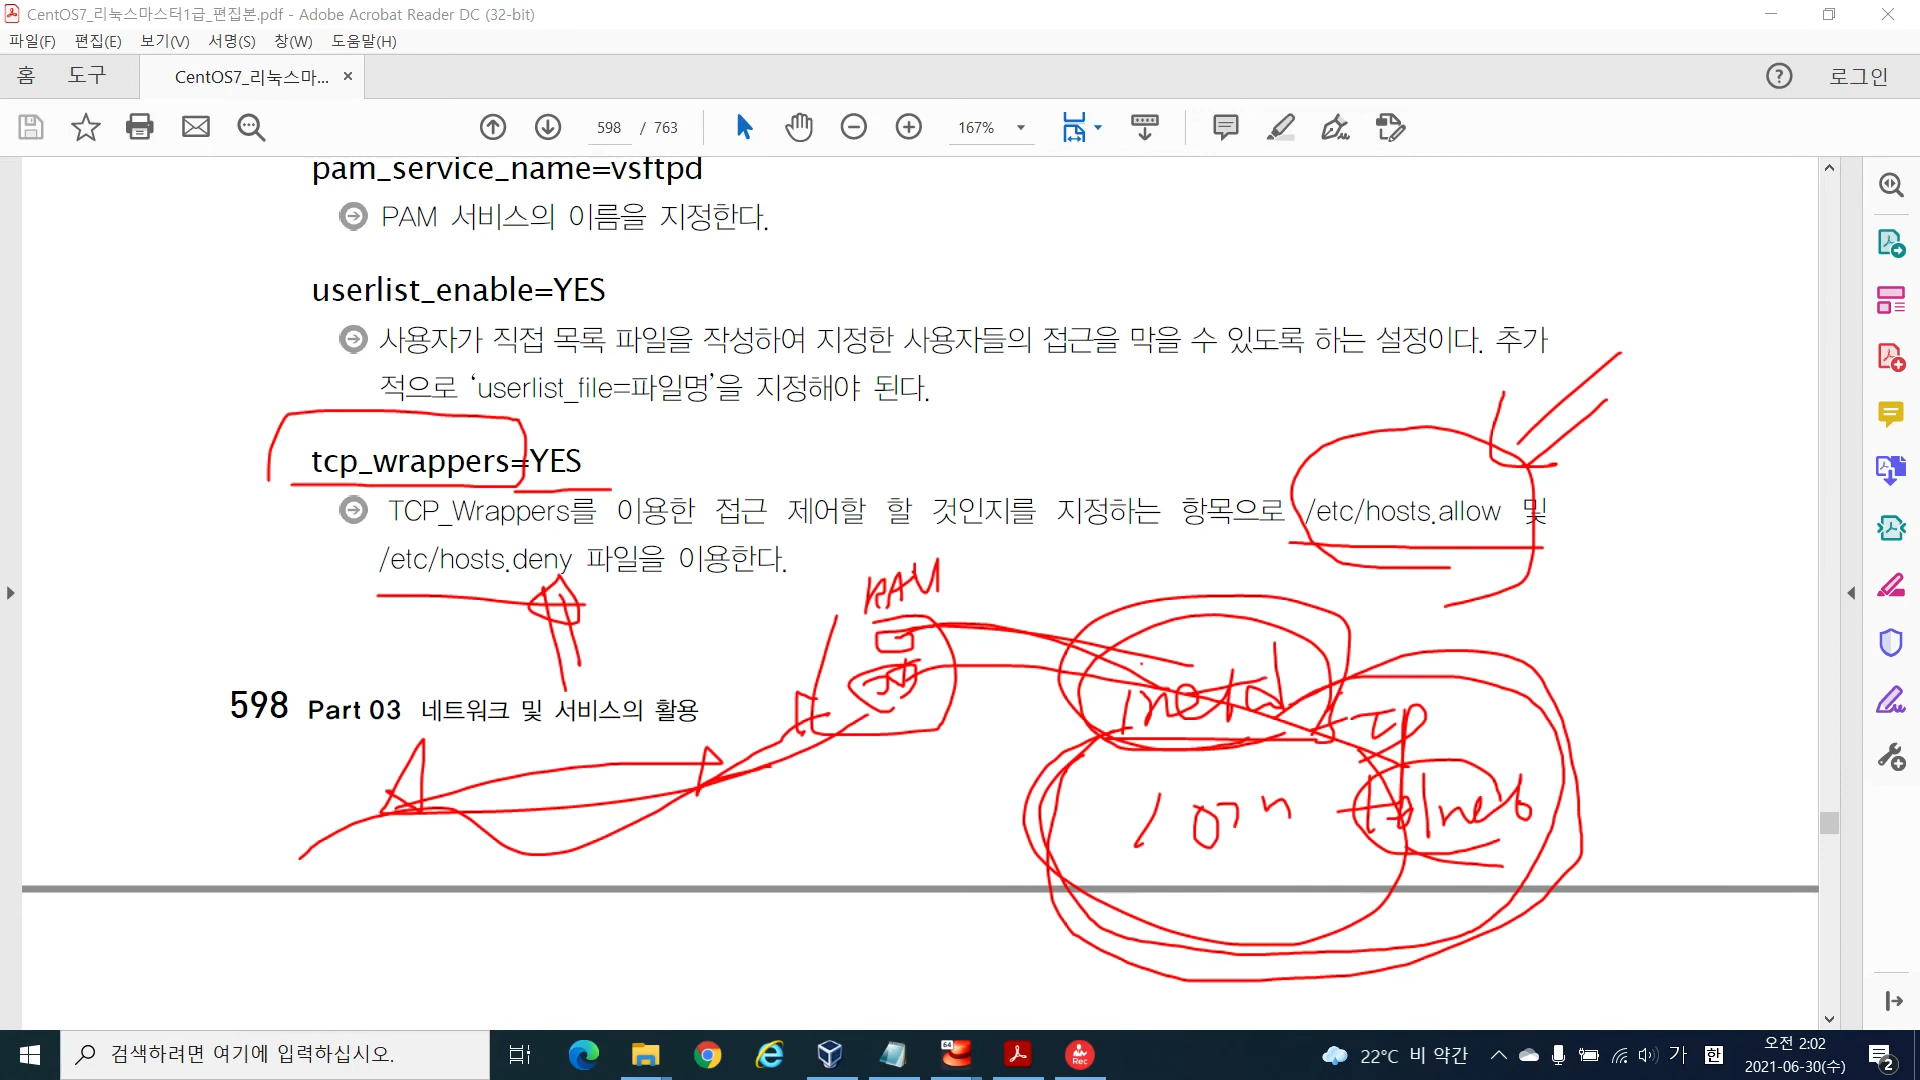 CentOS7_리눅스마스터1급_편집본.pdf - Adobe Acrobat Reader DC (32-bit)
파일(F) 편집(E) 보기(V) 서명(S) 창(W) 도움말(H)
홈 도구 CentOS7_리눅스마... × ? 로그인
598 / 763 167%
pam_service_name=vsftpd
PAM 서비스의 이름을 지정한다.
userlist_enable=YES
사용자가 직접 목록 파일을 작성하여 지정한 사용자들의 접근을 막을 수 있도록 하는 설정이다. 추가
적으로 ‘userlist_file=파일명’을 지정해야 된다.
tcp_wrappers=YES
TCP_Wrappers를 이용한 접근 제어할 할 것인지를 지정하는 항목으로 /etc/hosts.allow 및
/etc/hosts.deny 파일을 이용한다.
PAM
inetd
IP
telnet
598 Part 03 네트워크 및 서비스의 활용
검색하려면 여기에 입력하십시오.
64
Rec
22°C 비 약간
가 한
오전 2:02
2021-06-30(수)
2